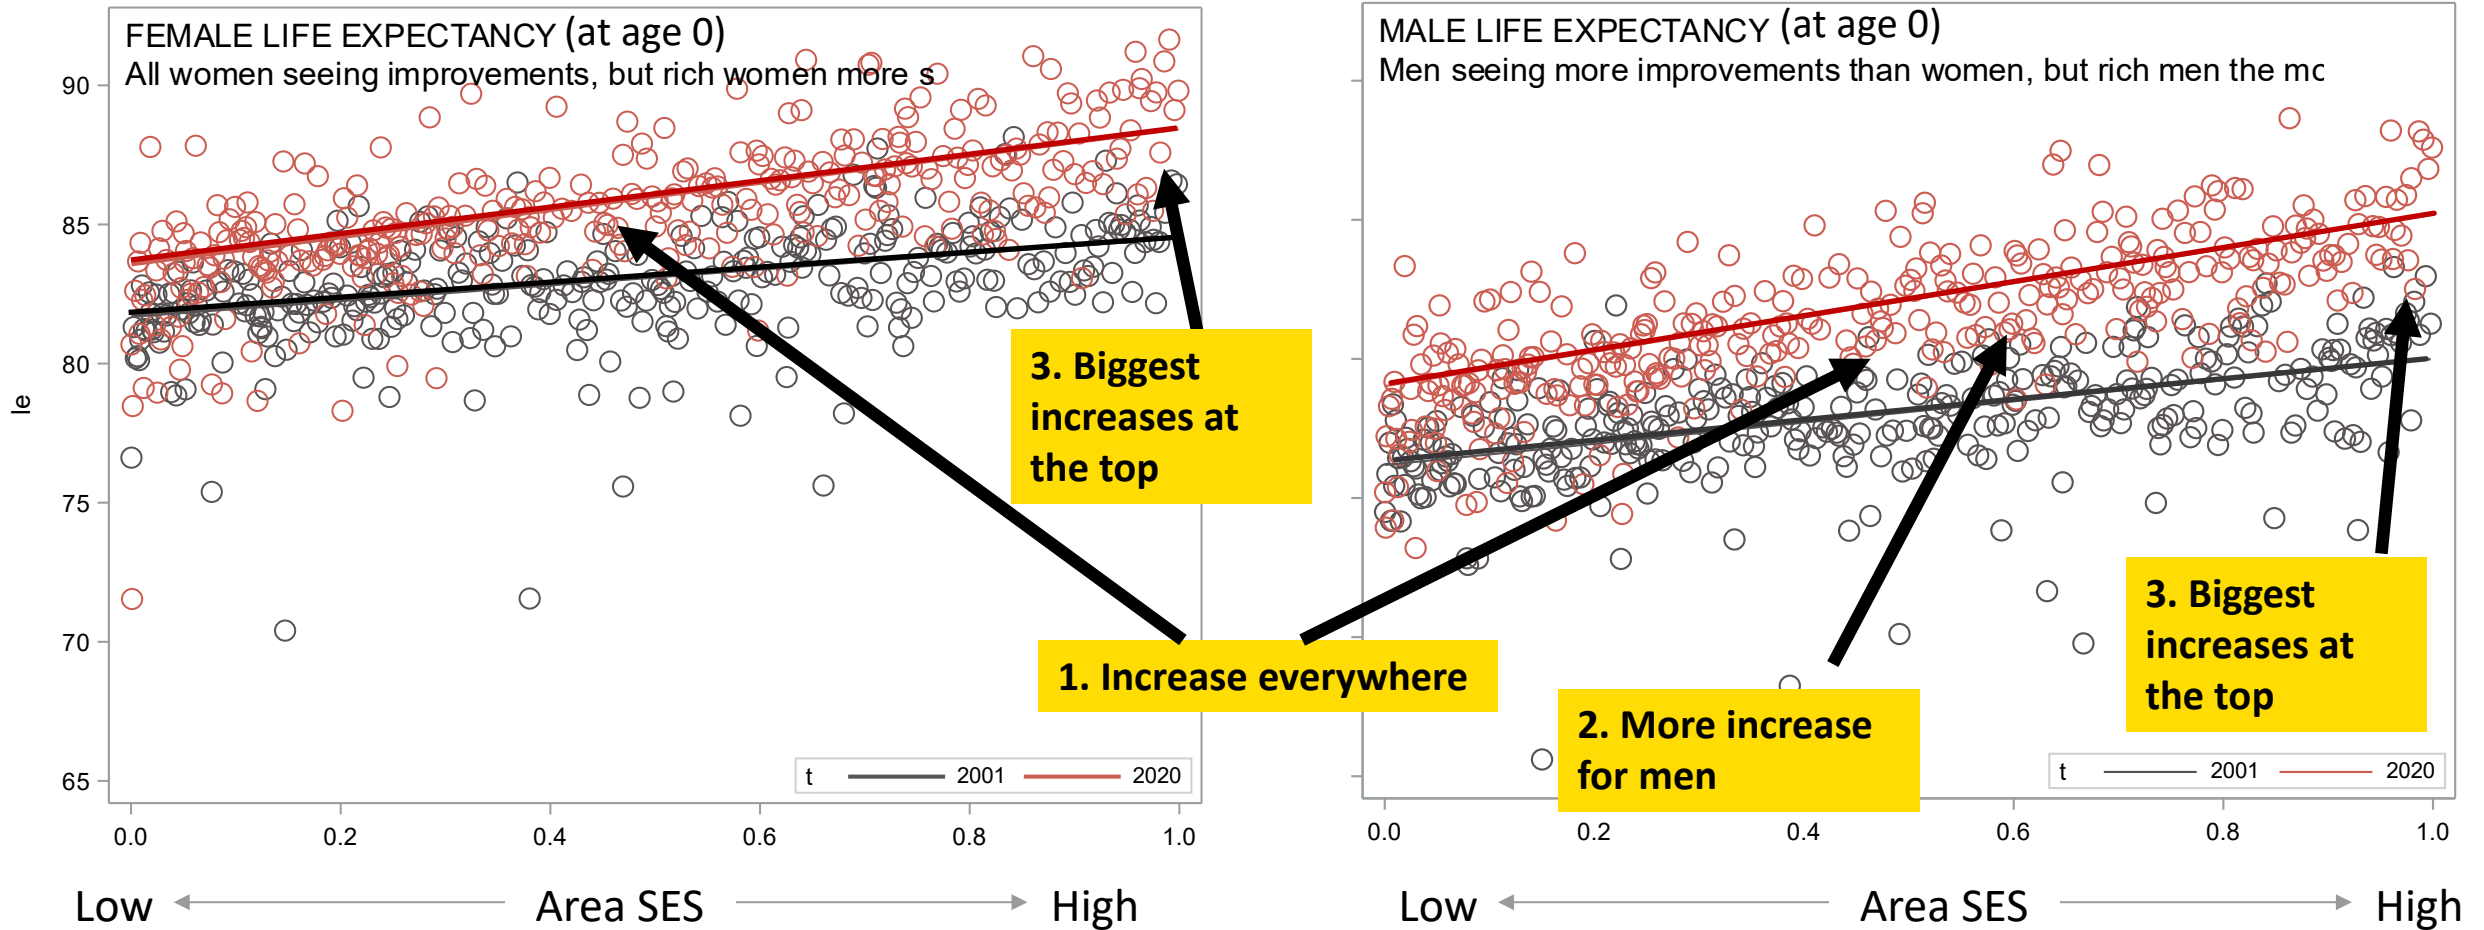 FEMALE LIFE EXPECTANCY (at age 0)
All women seeing improvements, but rich women more s
MALE LIFE EXPECTANCY (at age 0)
Men seeing more improvements than women, but rich men the mo
90
85
80
75
70
65
le
3. Biggest
increases at
the top
1. Increase everywhere
2. More increase
for men
3. Biggest
increases at
the top
t 2001 2020
t 2001 2020
0.0 0.2 0.4 0.6 0.8 1.0
0.0 0.2 0.4 0.6 0.8 1.0
Low Area SES High
Low Area SES High